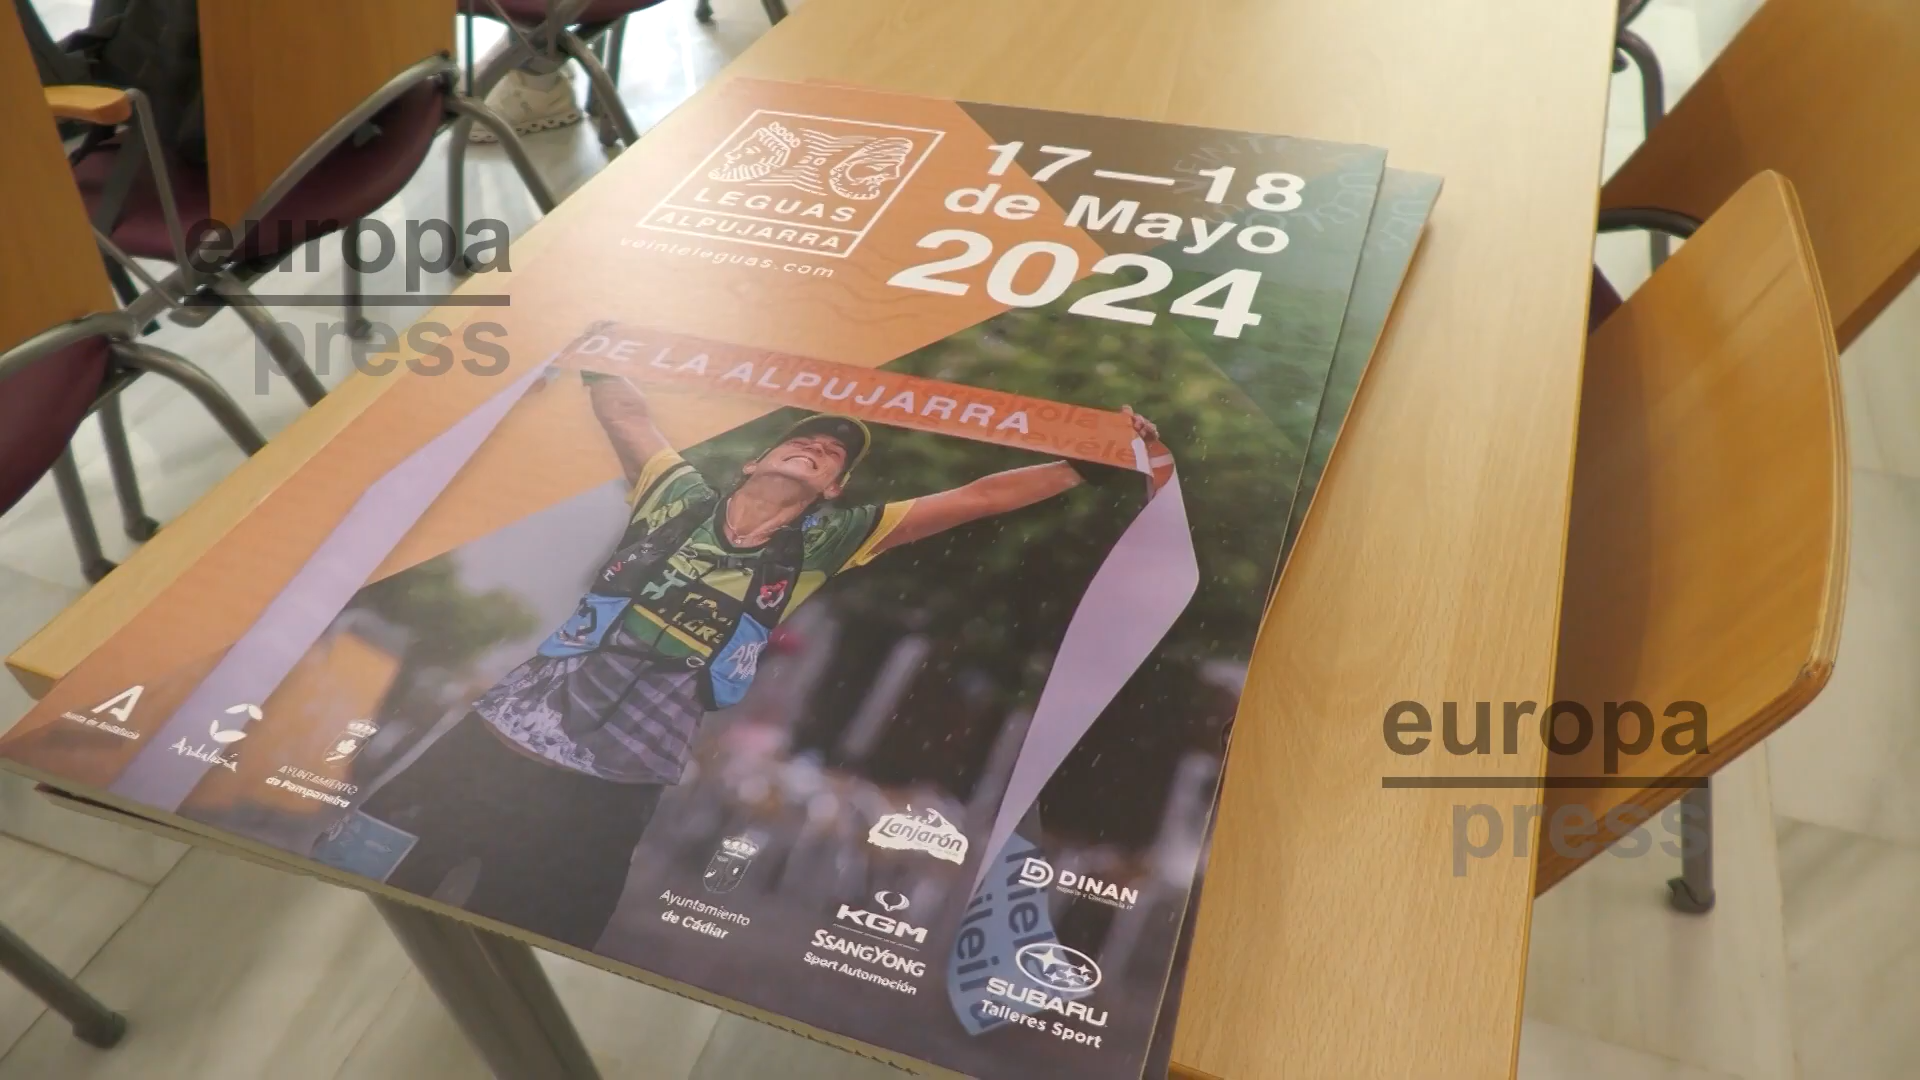 20
LEGUAS
ALPUJARRA
veinteleguas.com
17—18
de Mayo
2024
DE LA ALPUJARRA
Junta de Andalucía
Andalucía
AYUNTAMIENTO
de Pampaneira
Ayuntamiento
de Cádiar
Lanjarón
KGM
SSANGYONG
Sport Automoción
DINAN
SUBARU
Talleres Sport
europa
press
europa
press